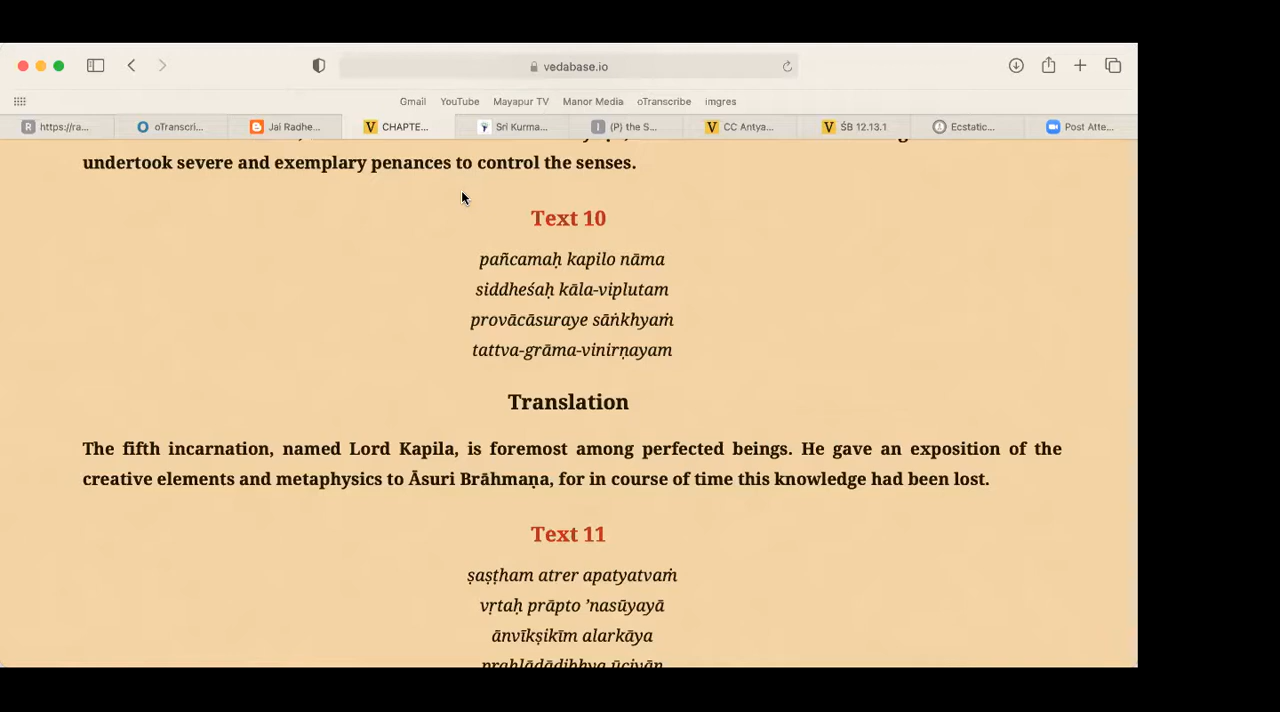 vedabase.io
Gmail YouTube Mayapur TV Manor Media oTranscribe imgres
https://ra... oTranscri... Jai Radhe... CHAPTE... Sri Kurma... (P) the S... CC Antya... ŚB 12.13.1 Ecstatic... Post Atte...
undertook severe and exemplary penances to control the senses.
Text 10
pañcamaḥ kapilo nāma
siddheśaḥ kāla-viplutam
provācāsuraye sāṅkhyaṁ
tattva-grāma-vinirṇayam
Translation
The fifth incarnation, named Lord Kapila, is foremost among perfected beings. He gave an exposition of the
creative elements and metaphysics to Āsuri Brāhmaṇa, for in course of time this knowledge had been lost.
Text 11
ṣaṣṭham atrer apatyatvaṁ
vṛtaḥ prāpto ’nasūyayā
ānvīkṣikīm alarkāya
prahlādādibhya ūcivān